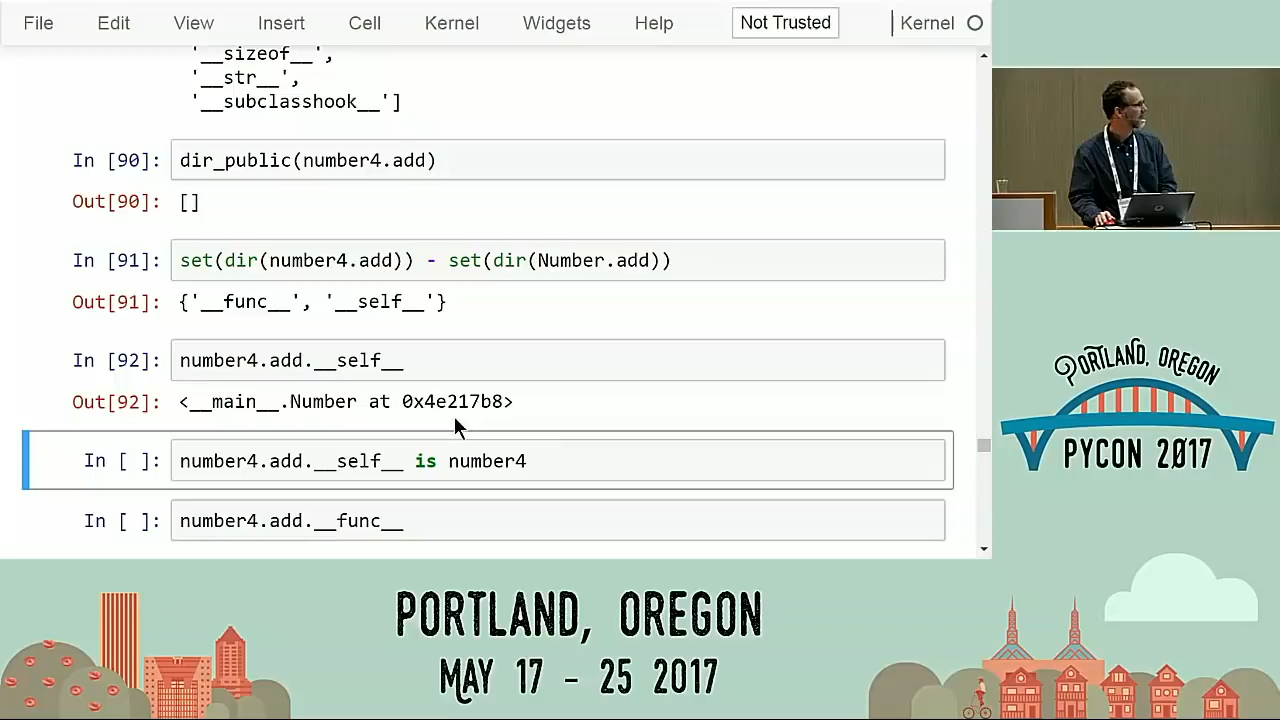 File Edit View Insert Cell Kernel Widgets Help Not Trusted Kernel
'__sizeof__',
'__str__',
'__subclasshook__']
In [90]: dir_public(number4.add)
Out[90]: []
In [91]: set(dir(number4.add)) - set(dir(Number.add))
Out[91]: {'__func__', '__self__'}
In [92]: number4.add.__self__
Out[92]: <__main__.Number at 0x4e217b8>
In [ ]: number4.add.__self__ is number4
In [ ]: number4.add.__func__
PORTLAND, OREGON
PYCON 2017
PORTLAND, OREGON
MAY 17 - 25 2017